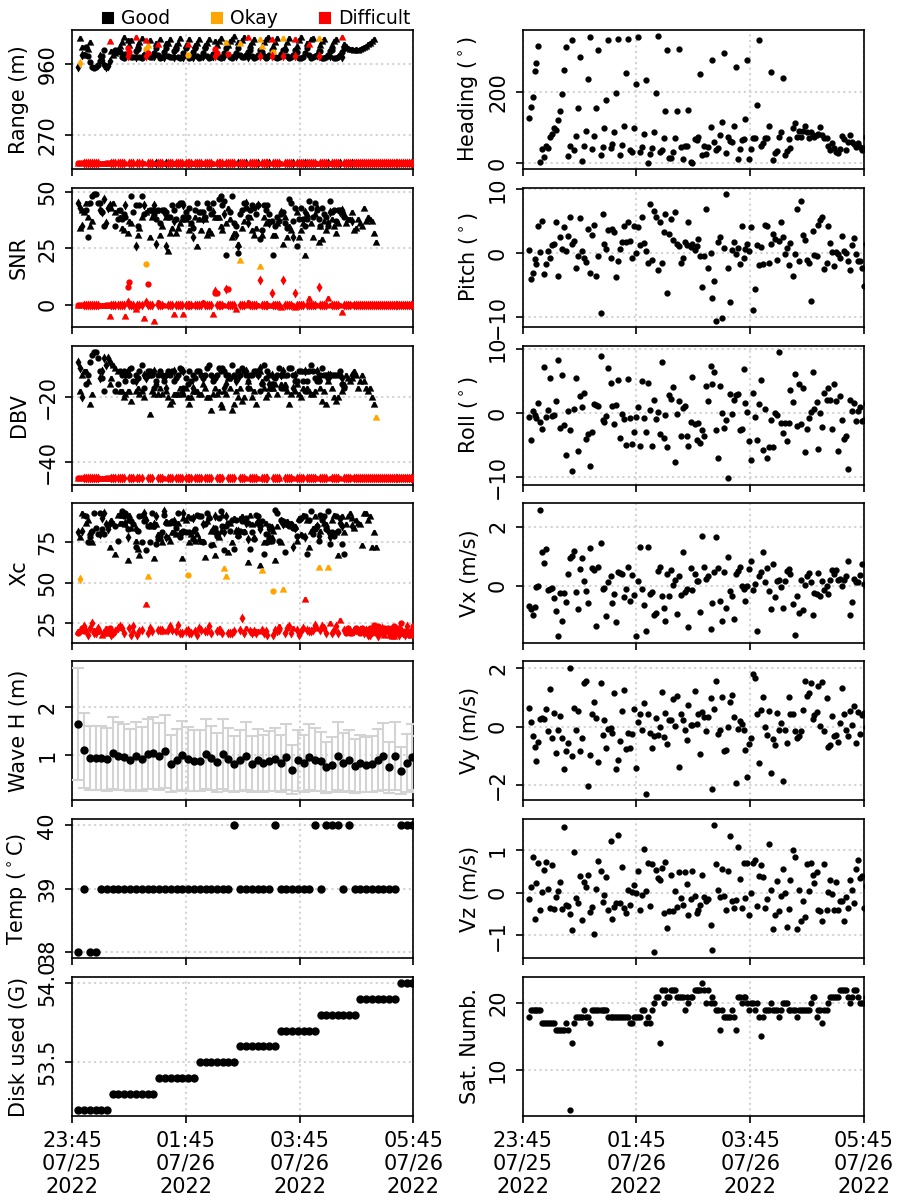 Good Okay Difficult
Range (m)
960
270
Heading (°)
200
0
SNR
50
25
0
Pitch (°)
10
0
−10
DBV
−20
−40
Roll (°)
10
0
−10
Xc
75
50
25
Vx (m/s)
2
0
Wave H (m)
2
1
Vy (m/s)
2
0
−2
Temp (°C)
40
39
38
Vz (m/s)
1
0
−1
Disk used (G)
54.0
53.5
Sat. Numb.
20
10
23:45 01:45 03:45 05:45
07/25 07/26 07/26 07/26
2022 2022 2022 2022
23:45 01:45 03:45 05:45
07/25 07/26 07/26 07/26
2022 2022 2022 2022